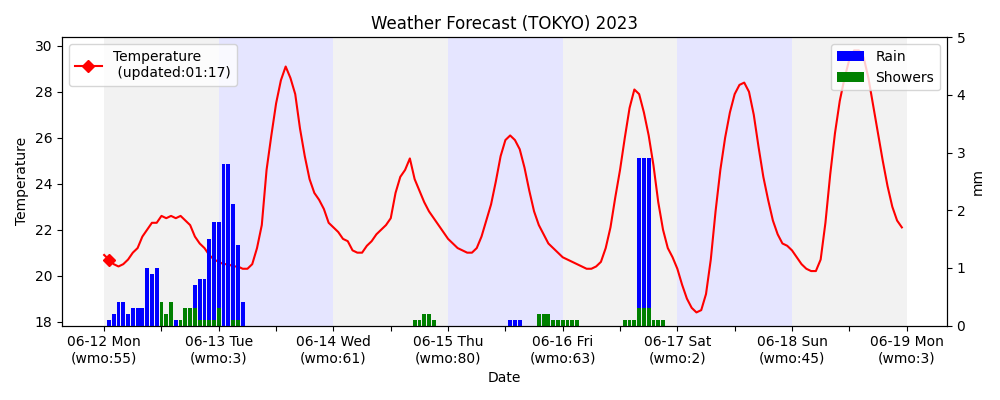 Weather Forecast (TOKYO) 2023
Temperature
(updated:01:17)
Rain
Showers
30
28
26
24
22
20
18
Temperature
5
4
3
2
1
0
mm
06-12 Mon 06-13 Tue 06-14 Wed 06-15 Thu 06-16 Fri 06-17 Sat 06-18 Sun 06-19 Mon
(wmo:55) (wmo:3) (wmo:61) (wmo:80) (wmo:63) (wmo:2) (wmo:45) (wmo:3)
Date